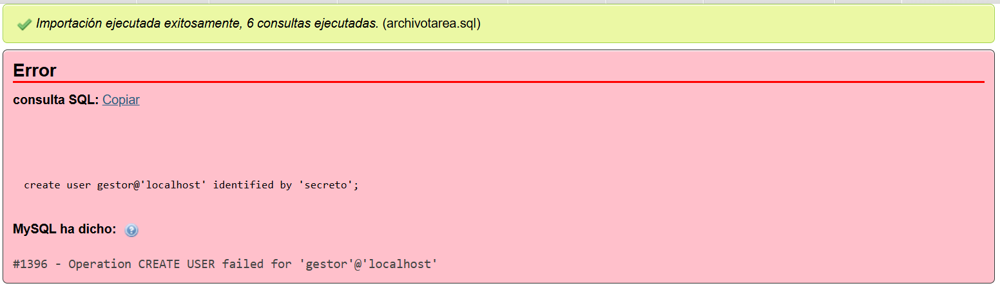 Importación ejecutada exitosamente, 6 consultas ejecutadas. (archivotarea.sql)
Error
consulta SQL: Copiar
create user gestor@'localhost' identified by 'secreto';
MySQL ha dicho:
#1396 - Operation CREATE USER failed for 'gestor'@'localhost'